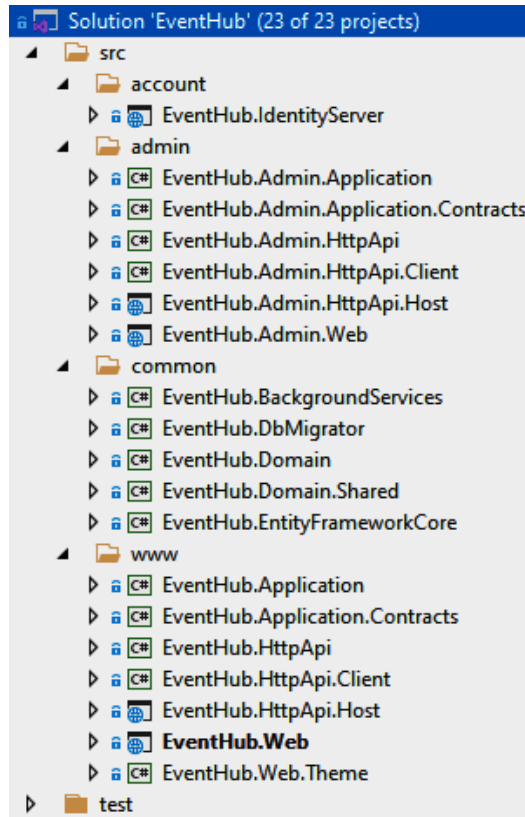 Solution 'EventHub' (23 of 23 projects)
src
account
EventHub.IdentityServer
admin
C# EventHub.Admin.Application
C# EventHub.Admin.Application.Contracts
C# EventHub.Admin.HttpApi
C# EventHub.Admin.HttpApi.Client
EventHub.Admin.HttpApi.Host
EventHub.Admin.Web
common
C# EventHub.BackgroundServices
C# EventHub.DbMigrator
C# EventHub.Domain
C# EventHub.Domain.Shared
C# EventHub.EntityFrameworkCore
www
C# EventHub.Application
C# EventHub.Application.Contracts
C# EventHub.HttpApi
C# EventHub.HttpApi.Client
EventHub.HttpApi.Host
EventHub.Web
C# EventHub.Web.Theme
test